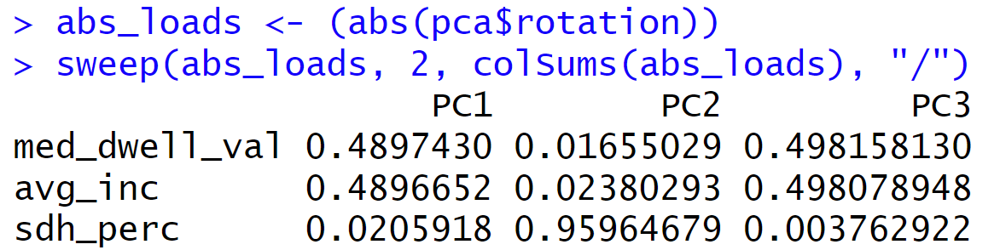 > abs_loads <- (abs(pca$rotation))
> sweep(abs_loads, 2, colSums(abs_loads), "/")
PC1 PC2 PC3
med_dwell_val 0.4897430 0.01655029 0.498158130
avg_inc 0.4896652 0.02380293 0.498078948
sdh_perc 0.0205918 0.95964679 0.003762922